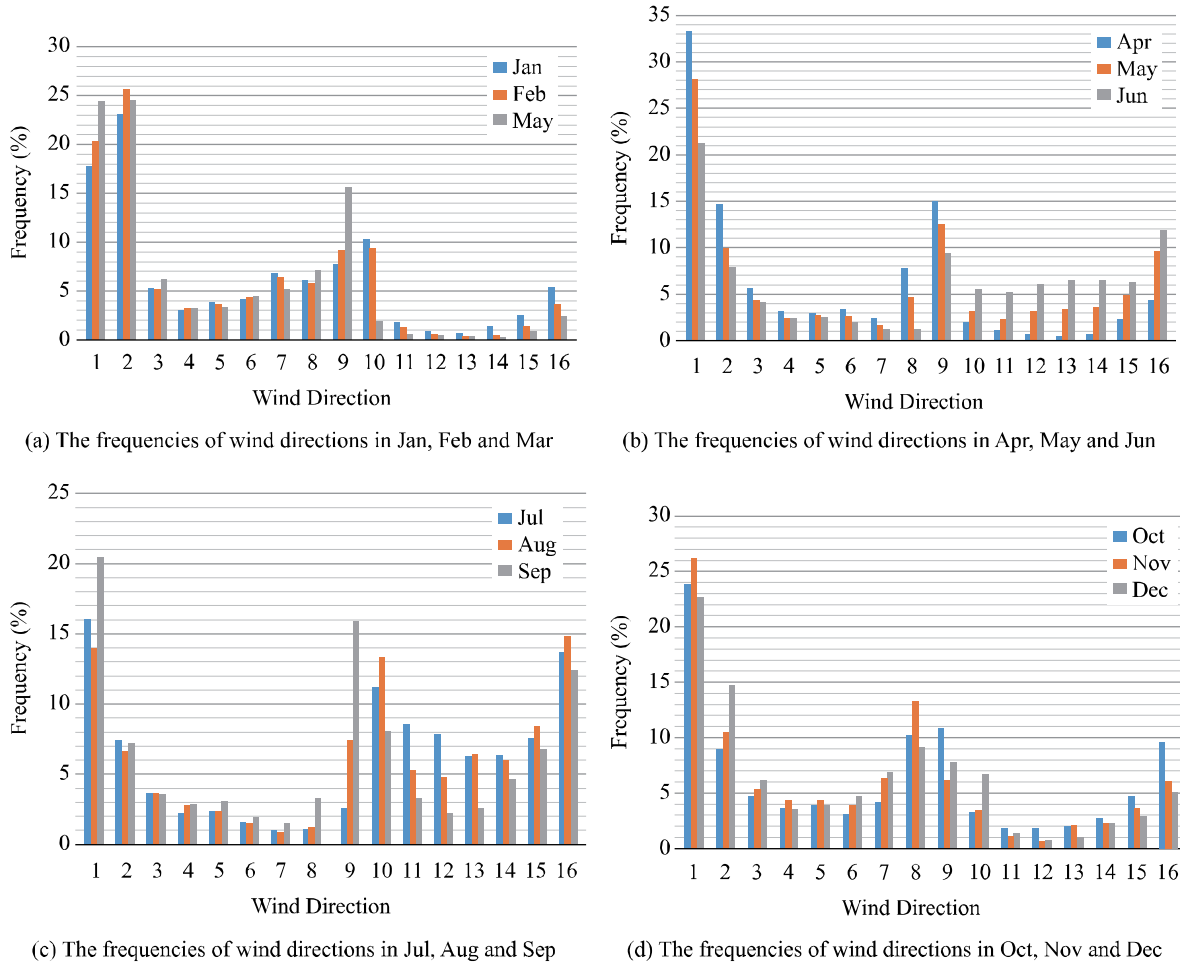 30
25
20
15
10
5
0
Frequency (%)
Jan
Feb
May
1 2 3 4 5 6 7 8 9 10 11 12 13 14 15 16
Wind Direction
(a) The frequencies of wind directions in Jan, Feb and Mar
35
30
25
20
15
10
5
0
Frequency (%)
Apr
May
Jun
1 2 3 4 5 6 7 8 9 10 11 12 13 14 15 16
Wind Direction
(b) The frequencies of wind directions in Apr, May and Jun
25
20
15
10
5
0
Frequency (%)
Jul
Aug
Sep
1 2 3 4 5 6 7 8 9 10 11 12 13 14 15 16
Wind Direction
(c) The frequencies of wind directions in Jul, Aug and Sep
30
25
20
15
10
5
0
Frequency (%)
Oct
Nov
Dec
1 2 3 4 5 6 7 8 9 10 11 12 13 14 15 16
Wind Direction
(d) The frequencies of wind directions in Oct, Nov and Dec